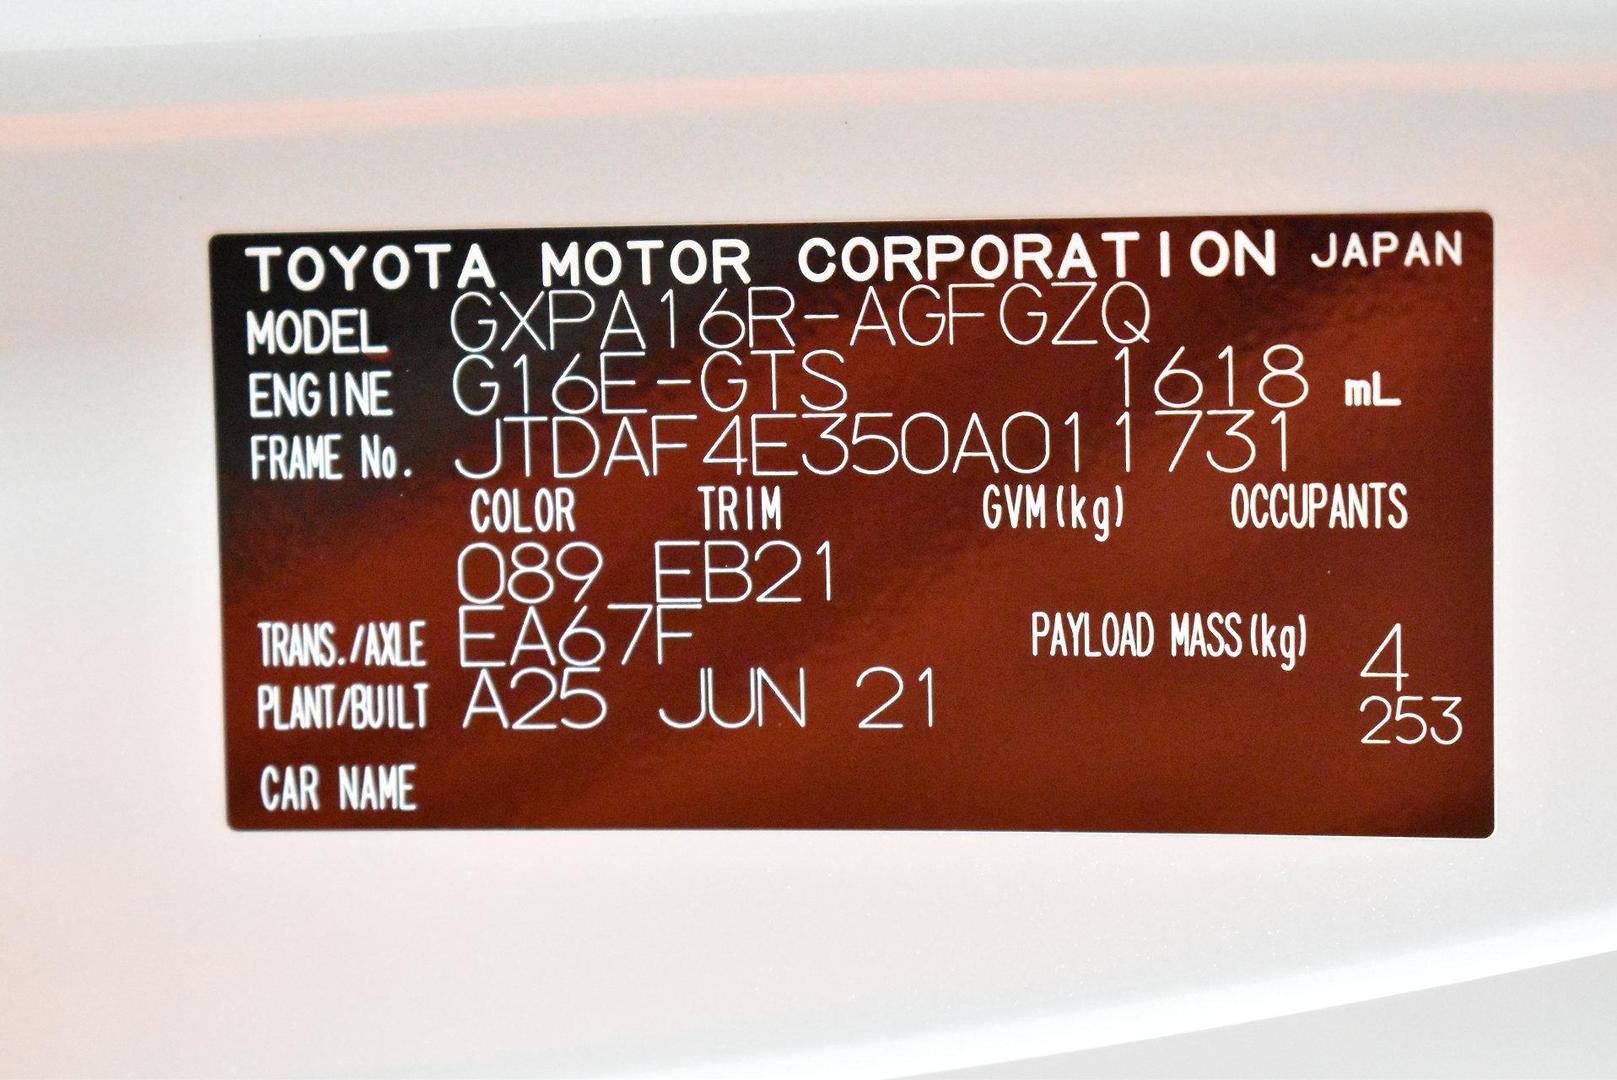 TOYOTA MOTOR CORPORATION JAPAN
MODEL GXPA16R-AGFGZQ
ENGINE G16E-GTS 1618 mL
FRAME No. JTDAF4E350A011731
COLOR TRIM GVM(kg) OCCUPANTS
089 EB21
TRANS./AXLE EA67F PAYLOAD MASS(kg) 4
PLANT/BUILT A25 JUN 21 253
CAR NAME